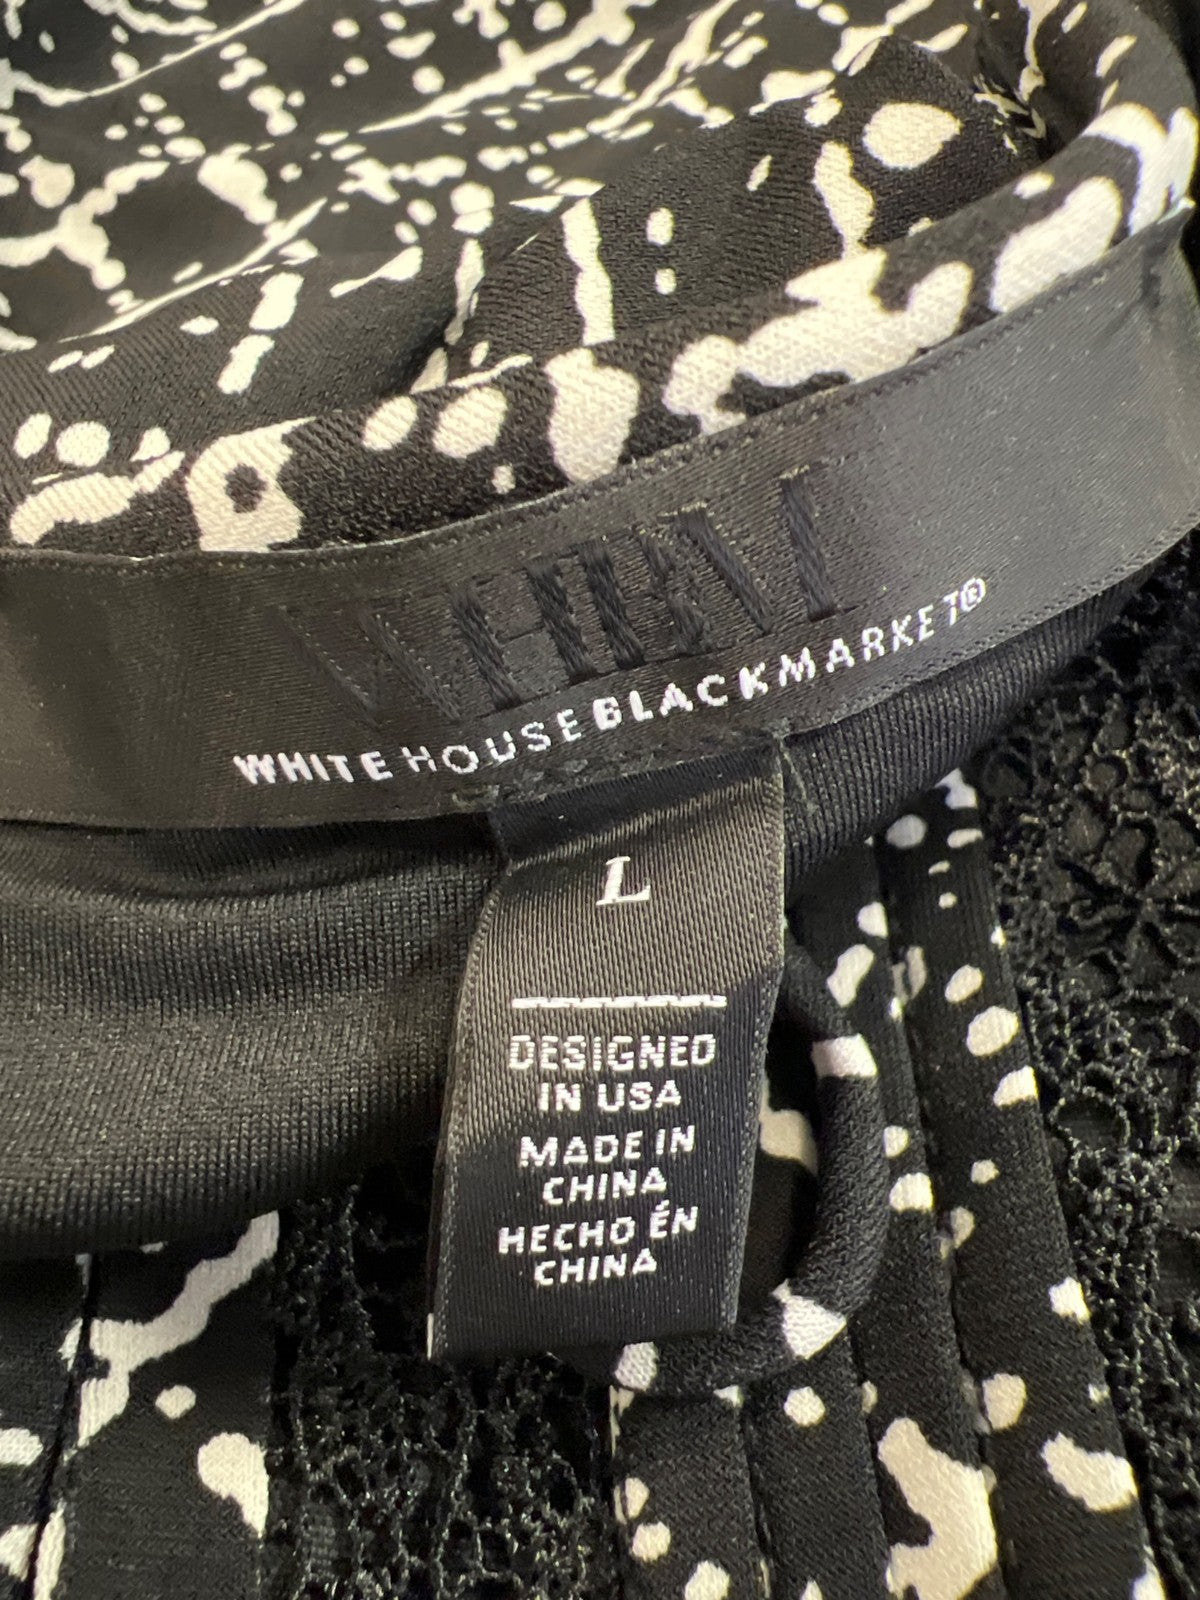 WHBM
WHITE HOUSE BLACK MARKET®
L
DESIGNED
IN USA
MADE IN
CHINA
HECHO ÉN
CHINA